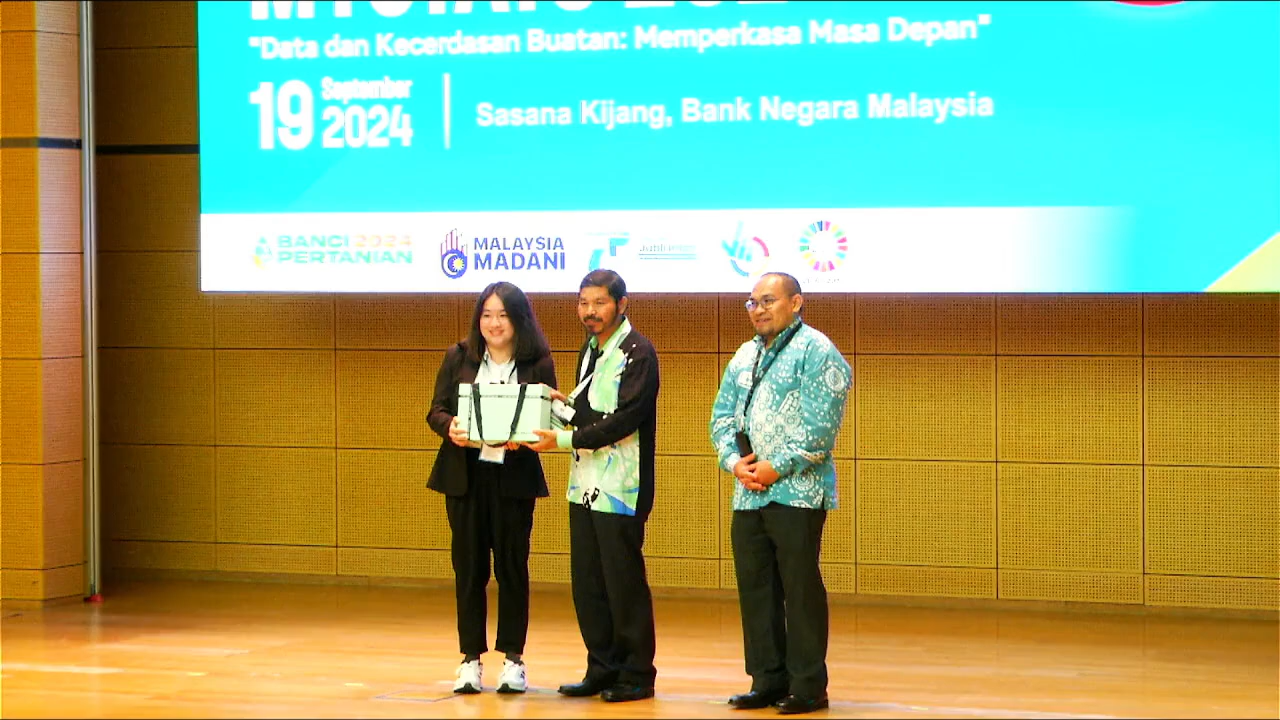 "Data dan Kecerdasan Buatan: Memperkasa Masa Depan"
19 September 2024
Sasana Kijang, Bank Negara Malaysia
BANCI 2024
PERTANIAN
MALAYSIA
MADANI